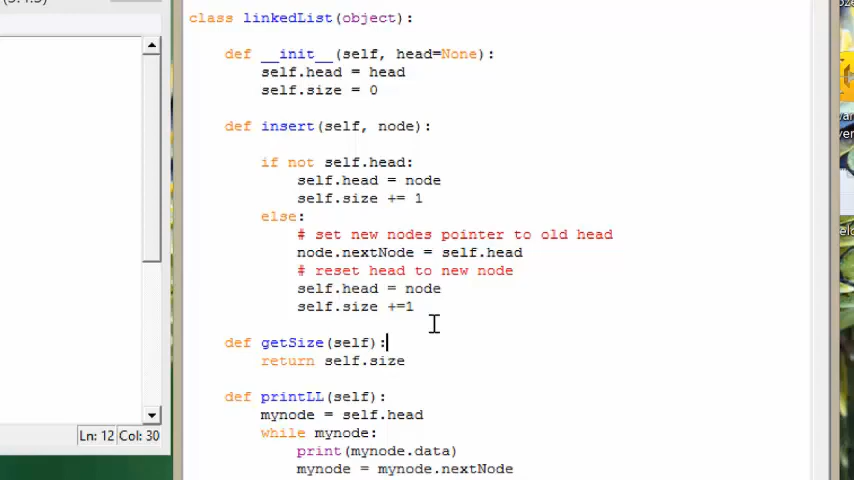 class linkedList(object):
def __init__(self, head=None):
self.head = head
self.size = 0
def insert(self, node):
if not self.head:
self.head = node
self.size += 1
else:
# set new nodes pointer to old head
node.nextNode = self.head
# reset head to new node
self.head = node
self.size +=1
def getSize(self):
return self.size
def printLL(self):
mynode = self.head
while mynode:
print(mynode.data)
mynode = mynode.nextNode
Ln: 12 Col: 30